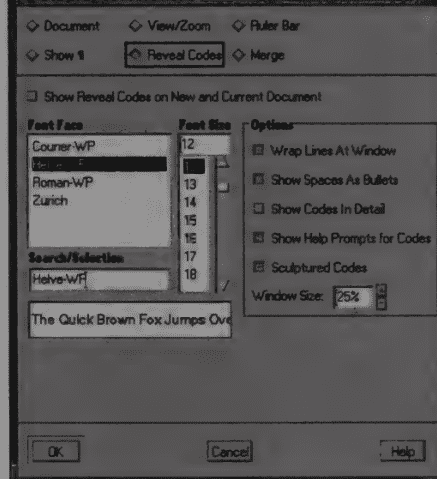 Document View/Zoom Ruler Bar
Show ¶ Reveal Codes Merge
Show Reveal Codes on New and Current Document
Font Face Font Size Options
Courier-WP
Roman-WP
Zurich
12
13
14
15
16
17
18
Search/Selection
Helve-WP
The Quick Brown Fox Jumps Ove
Wrap Lines At Window
Show Spaces As Bullets
Show Codes In Detail
Show Help Prompts for Codes
Sculptured Codes
Window Size: 25%
OK Cancel Help